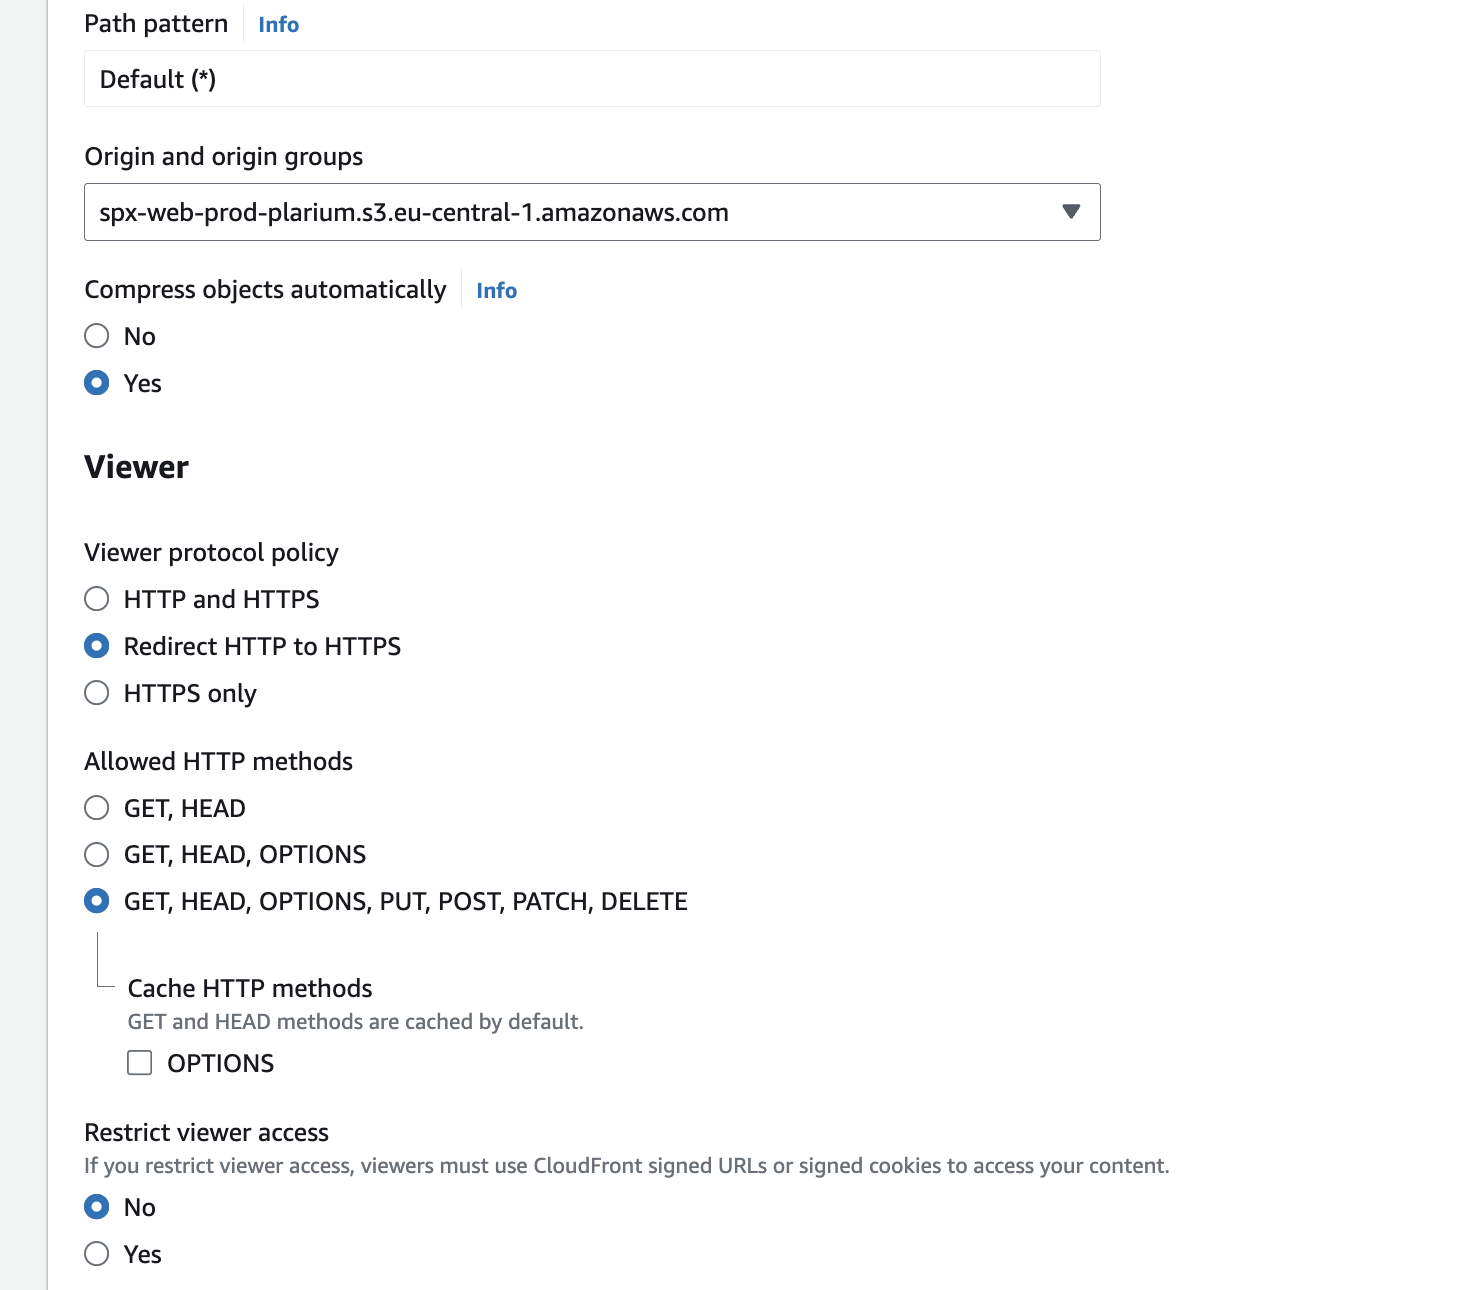 Path pattern Info
Default (*)
Origin and origin groups
spx-web-prod-plarium.s3.eu-central-1.amazonaws.com
Compress objects automatically Info
No
Yes
Viewer
Viewer protocol policy
HTTP and HTTPS
Redirect HTTP to HTTPS
HTTPS only
Allowed HTTP methods
GET, HEAD
GET, HEAD, OPTIONS
GET, HEAD, OPTIONS, PUT, POST, PATCH, DELETE
Cache HTTP methods
GET and HEAD methods are cached by default.
OPTIONS
Restrict viewer access
If you restrict viewer access, viewers must use CloudFront signed URLs or signed cookies to access your content.
No
Yes